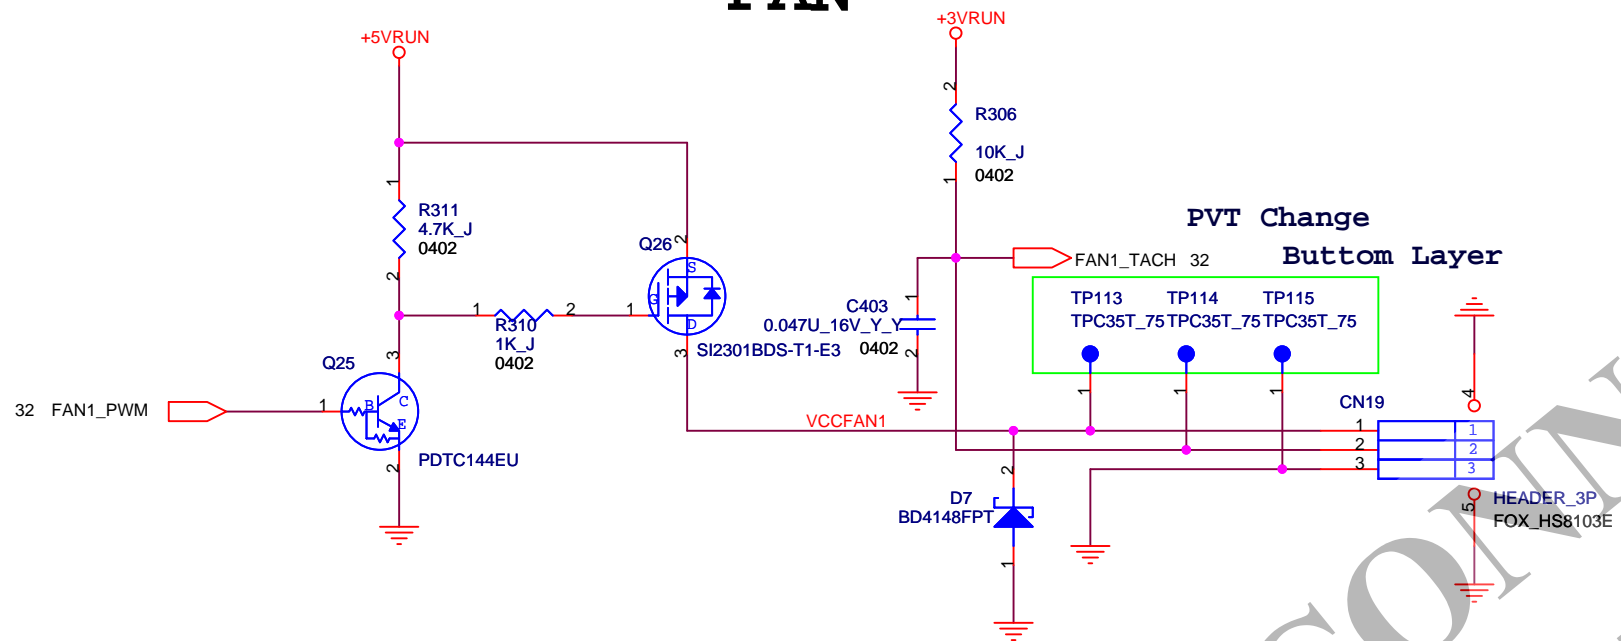 FAN
+5VRUN
+3VRUN
2
R306
10K_J
0402
1
1
R311
4.7K_J
0402
2
Q26
2
S
G
D
1
3
SI2301BDS-T1-E3
1
R310
2
1K_J
0402
PVT Change
Buttom Layer
FAN1_TACH 32
C403
0.047U_16V_Y_Y
0402
1
2
TP113
TPC35T_75
1
TP114
TPC35T_75
1
TP115
TPC35T_75
1
Q25
3
32 FAN1_PWM
1
B
C
E
2
PDTC144EU
VCCFAN1
CN19
4
1
2
3
1
2
3
5
HEADER_3P
FOX_HS8103E
2
D7
BD4148FPT
1
CONN